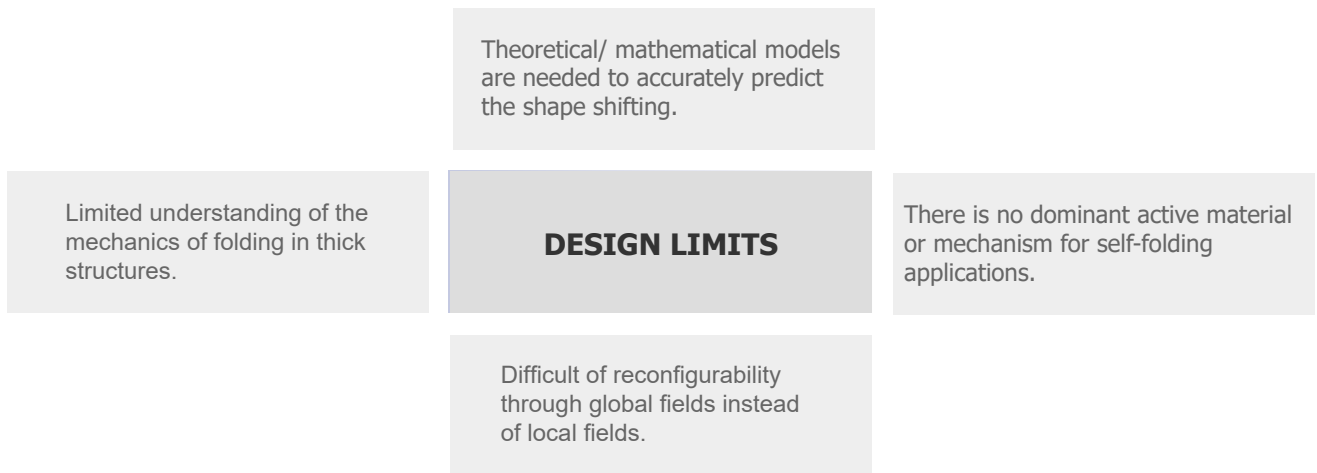 Theoretical/ mathematical models
are needed to accurately predict
the shape shifting.
Limited understanding of the
mechanics of folding in thick
structures.
DESIGN LIMITS
There is no dominant active material
or mechanism for self-folding
applications.
Difficult of reconfigurability
through global fields instead
of local fields.